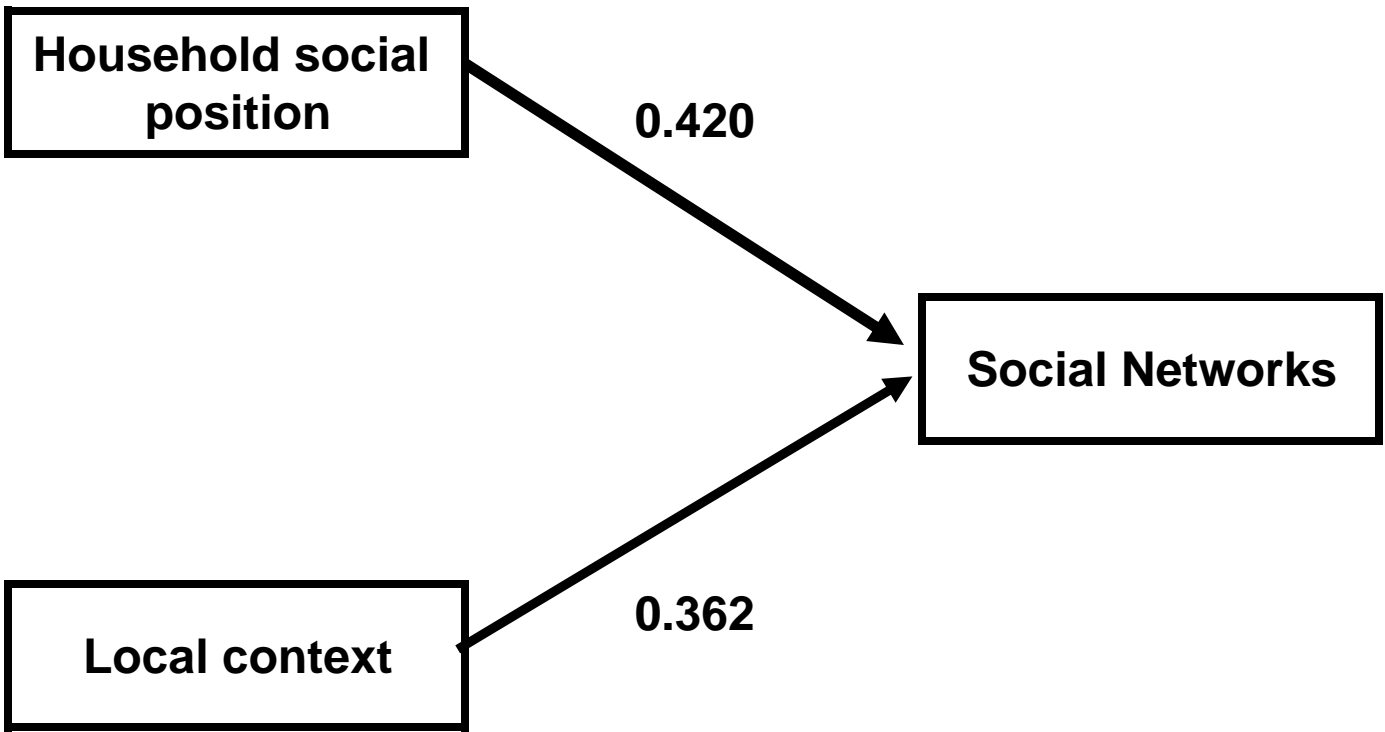 Household social
position
0.420
Social Networks
0.362
Local context